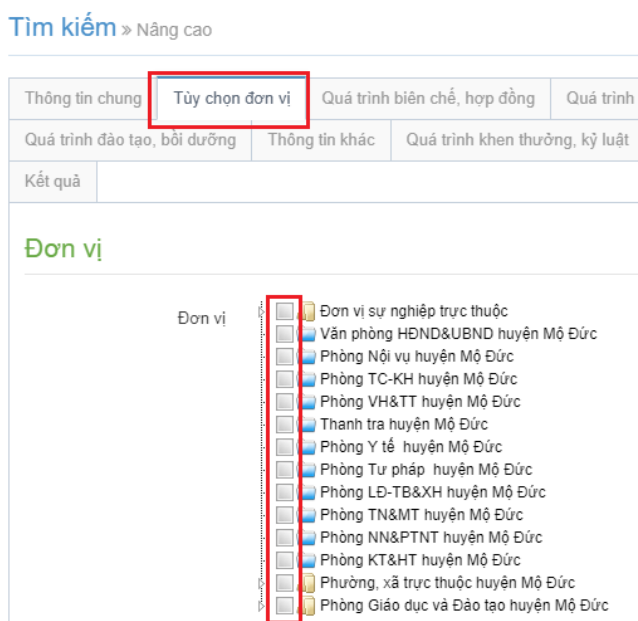 Tìm kiếm » Nâng cao
Thông tin chung Tùy chọn đơn vị Quá trình biên chế, hợp đồng Quá trình
Quá trình đào tạo, bồi dưỡng Thông tin khác Quá trình khen thưởng, kỷ luật
Kết quả
Đơn vị
Đơn vị Đơn vị sự nghiệp trực thuộc
Văn phòng HĐND&UBND huyện Mộ Đức
Phòng Nội vụ huyện Mộ Đức
Phòng TC-KH huyện Mộ Đức
Phòng VH&TT huyện Mộ Đức
Thanh tra huyện Mộ Đức
Phòng Y tế huyện Mộ Đức
Phòng Tư pháp huyện Mộ Đức
Phòng LĐ-TB&XH huyện Mộ Đức
Phòng TN&MT huyện Mộ Đức
Phòng NN&PTNT huyện Mộ Đức
Phòng KT&HT huyện Mộ Đức
Phường, xã trực thuộc huyện Mộ Đức
Phòng Giáo dục và Đào tạo huyện Mộ Đức